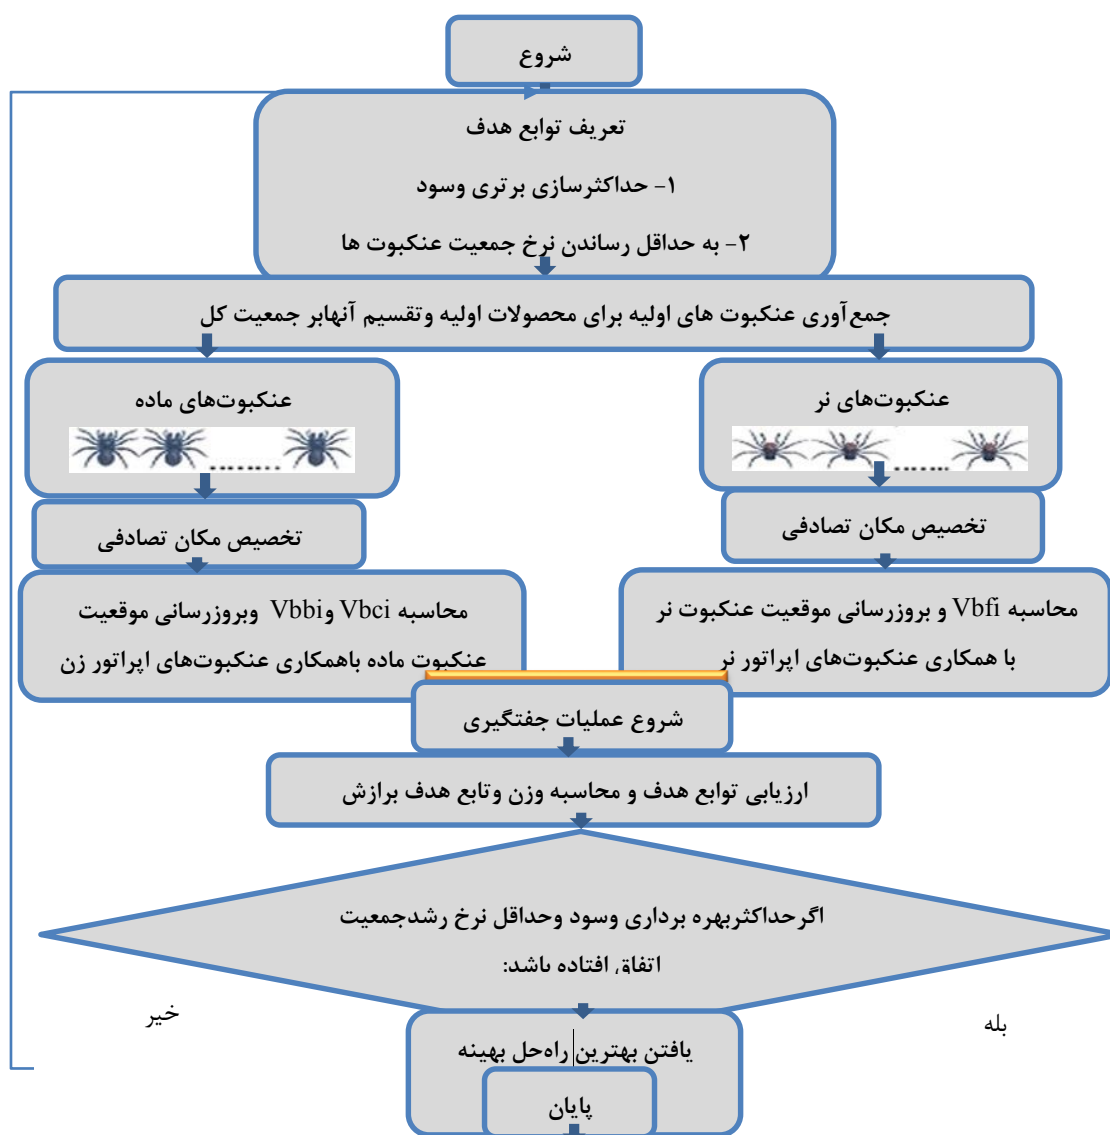 شروع
تعریف توابع هدف
۱- حداکثرسازی برتری وسود
۲- به حداقل رساندن نرخ جمعیت عنکبوت ها
جمع‌آوری عنکبوت های اولیه برای محصولات اولیه وتقسیم آنهابر جمعیت کل
عنکبوت‌های نر
عنکبوت‌های ماده
تخصیص مکان تصادفی
تخصیص مکان تصادفی
محاسبه Vbfi و بروزرسانی موقعیت عنکبوت نر
با همکاری عنکبوت‌های اپراتور نر
محاسبه Vbci وVbbi وبروزرسانی موقعیت
عنکبوت ماده باهمکاری عنکبوت‌های اپراتور زن
شروع عملیات جفتگیری
ارزیابی توابع هدف و محاسبه وزن وتابع هدف برازش
اگرحداکثربهره برداری وسود وحداقل نرخ رشدجمعیت
اتفاق افتاده باشد:
بله
خیر
یافتن بهترین راه‌حل بهینه
پایان